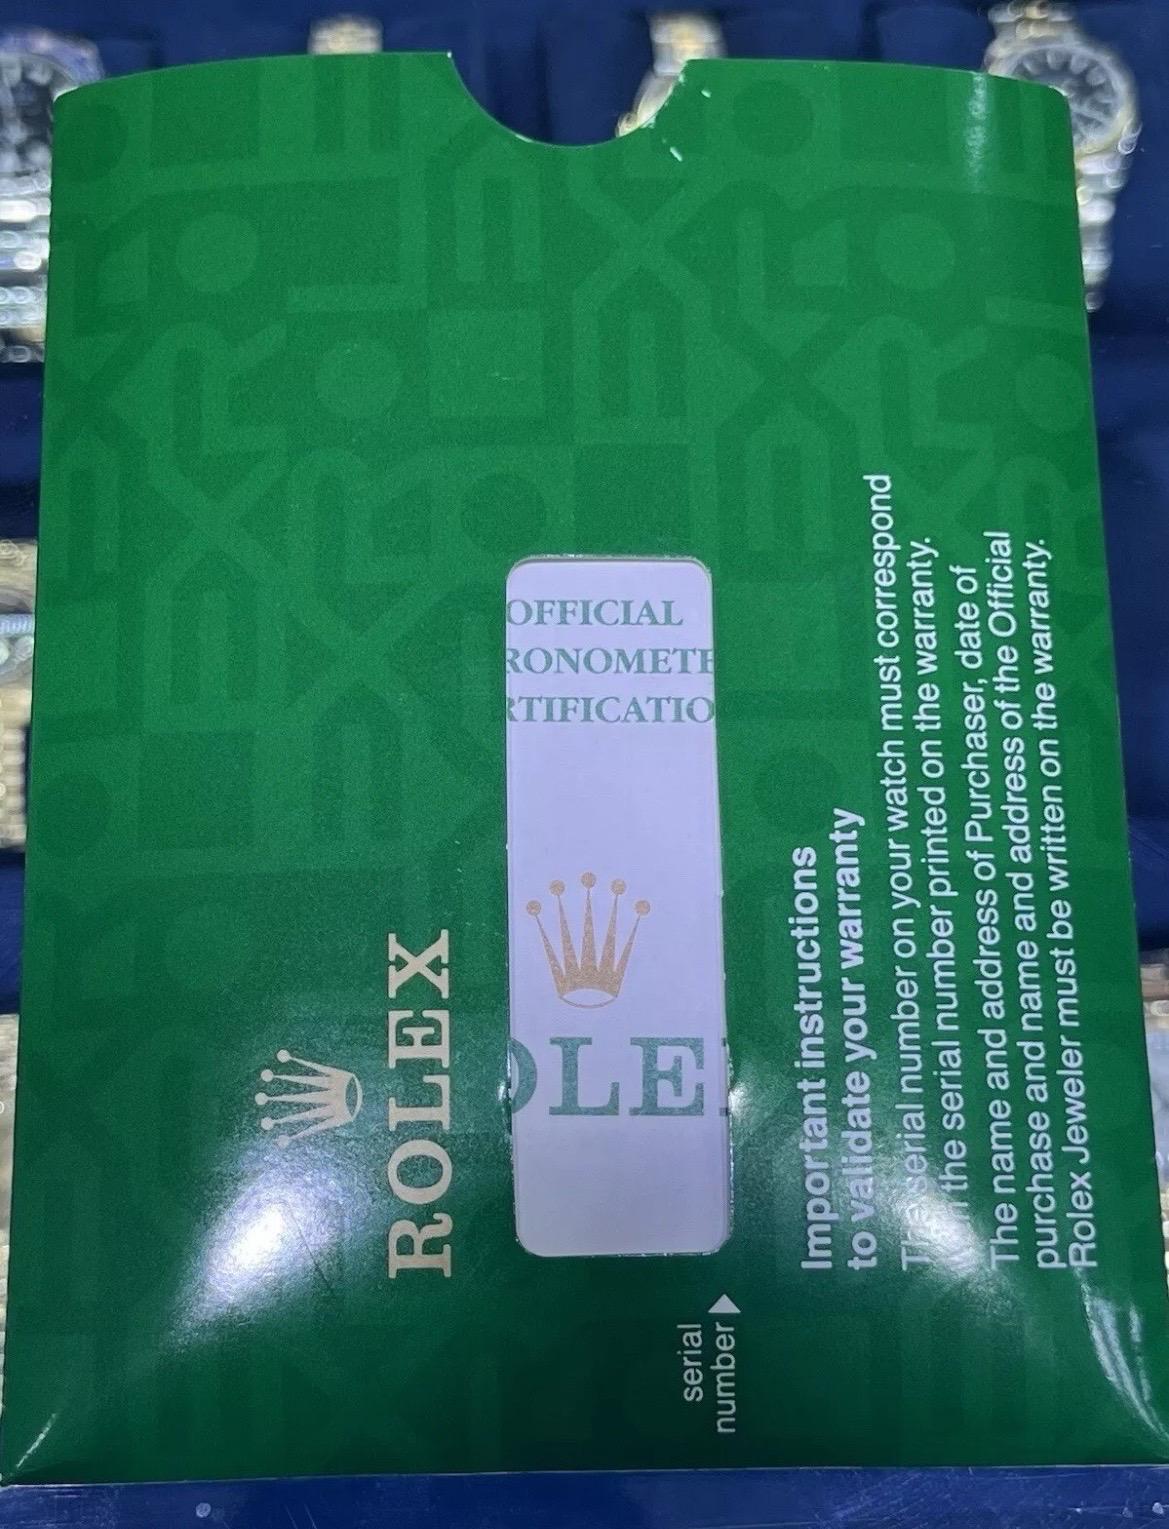 ROLEX
OFFICIAL
RONOMETE
RTIFICATIO
OLE
serial
number
Important instructions
to validate your warranty
The serial number on your watch must correspond
the serial number printed on the warranty.
The name and address of Purchaser, date of
purchase and name and address of the Official
Rolex Jeweler must be written on the warranty.